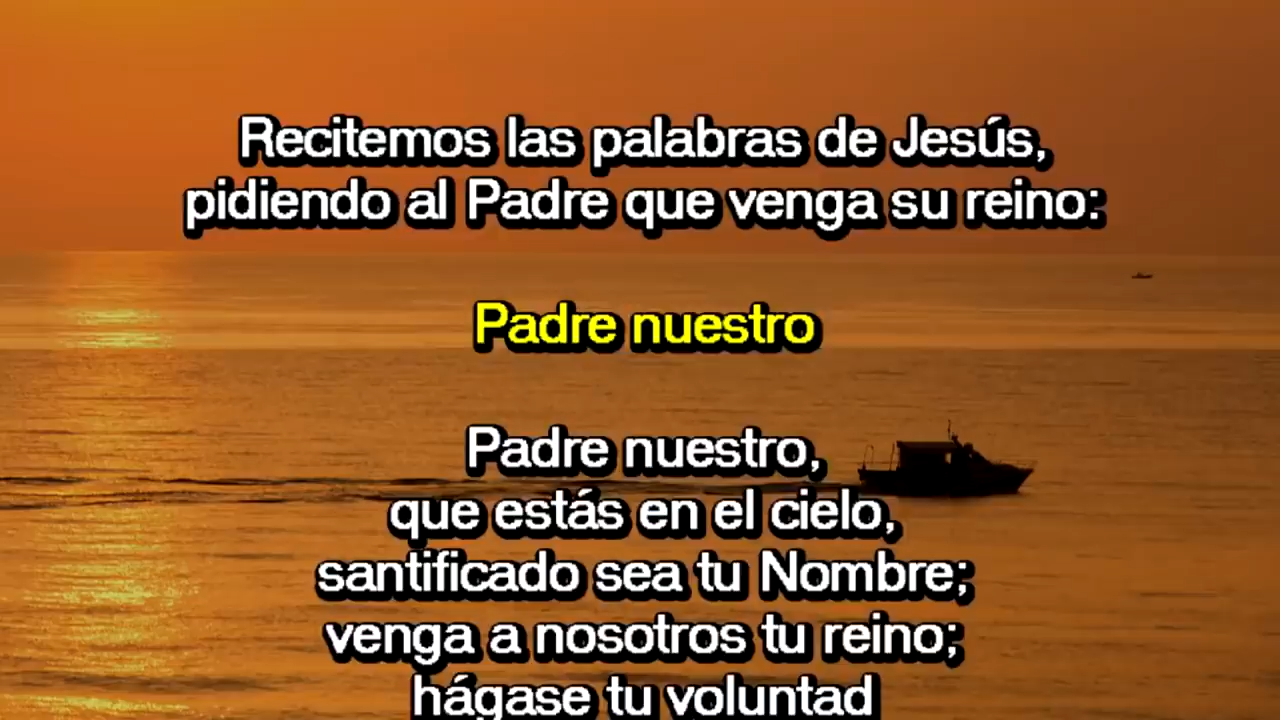 Recitemos las palabras de Jesús,
pidiendo al Padre que venga su reino:
Padre nuestro
Padre nuestro,
que estás en el cielo,
santificado sea tu Nombre;
venga a nosotros tu reino;
hágase tu voluntad